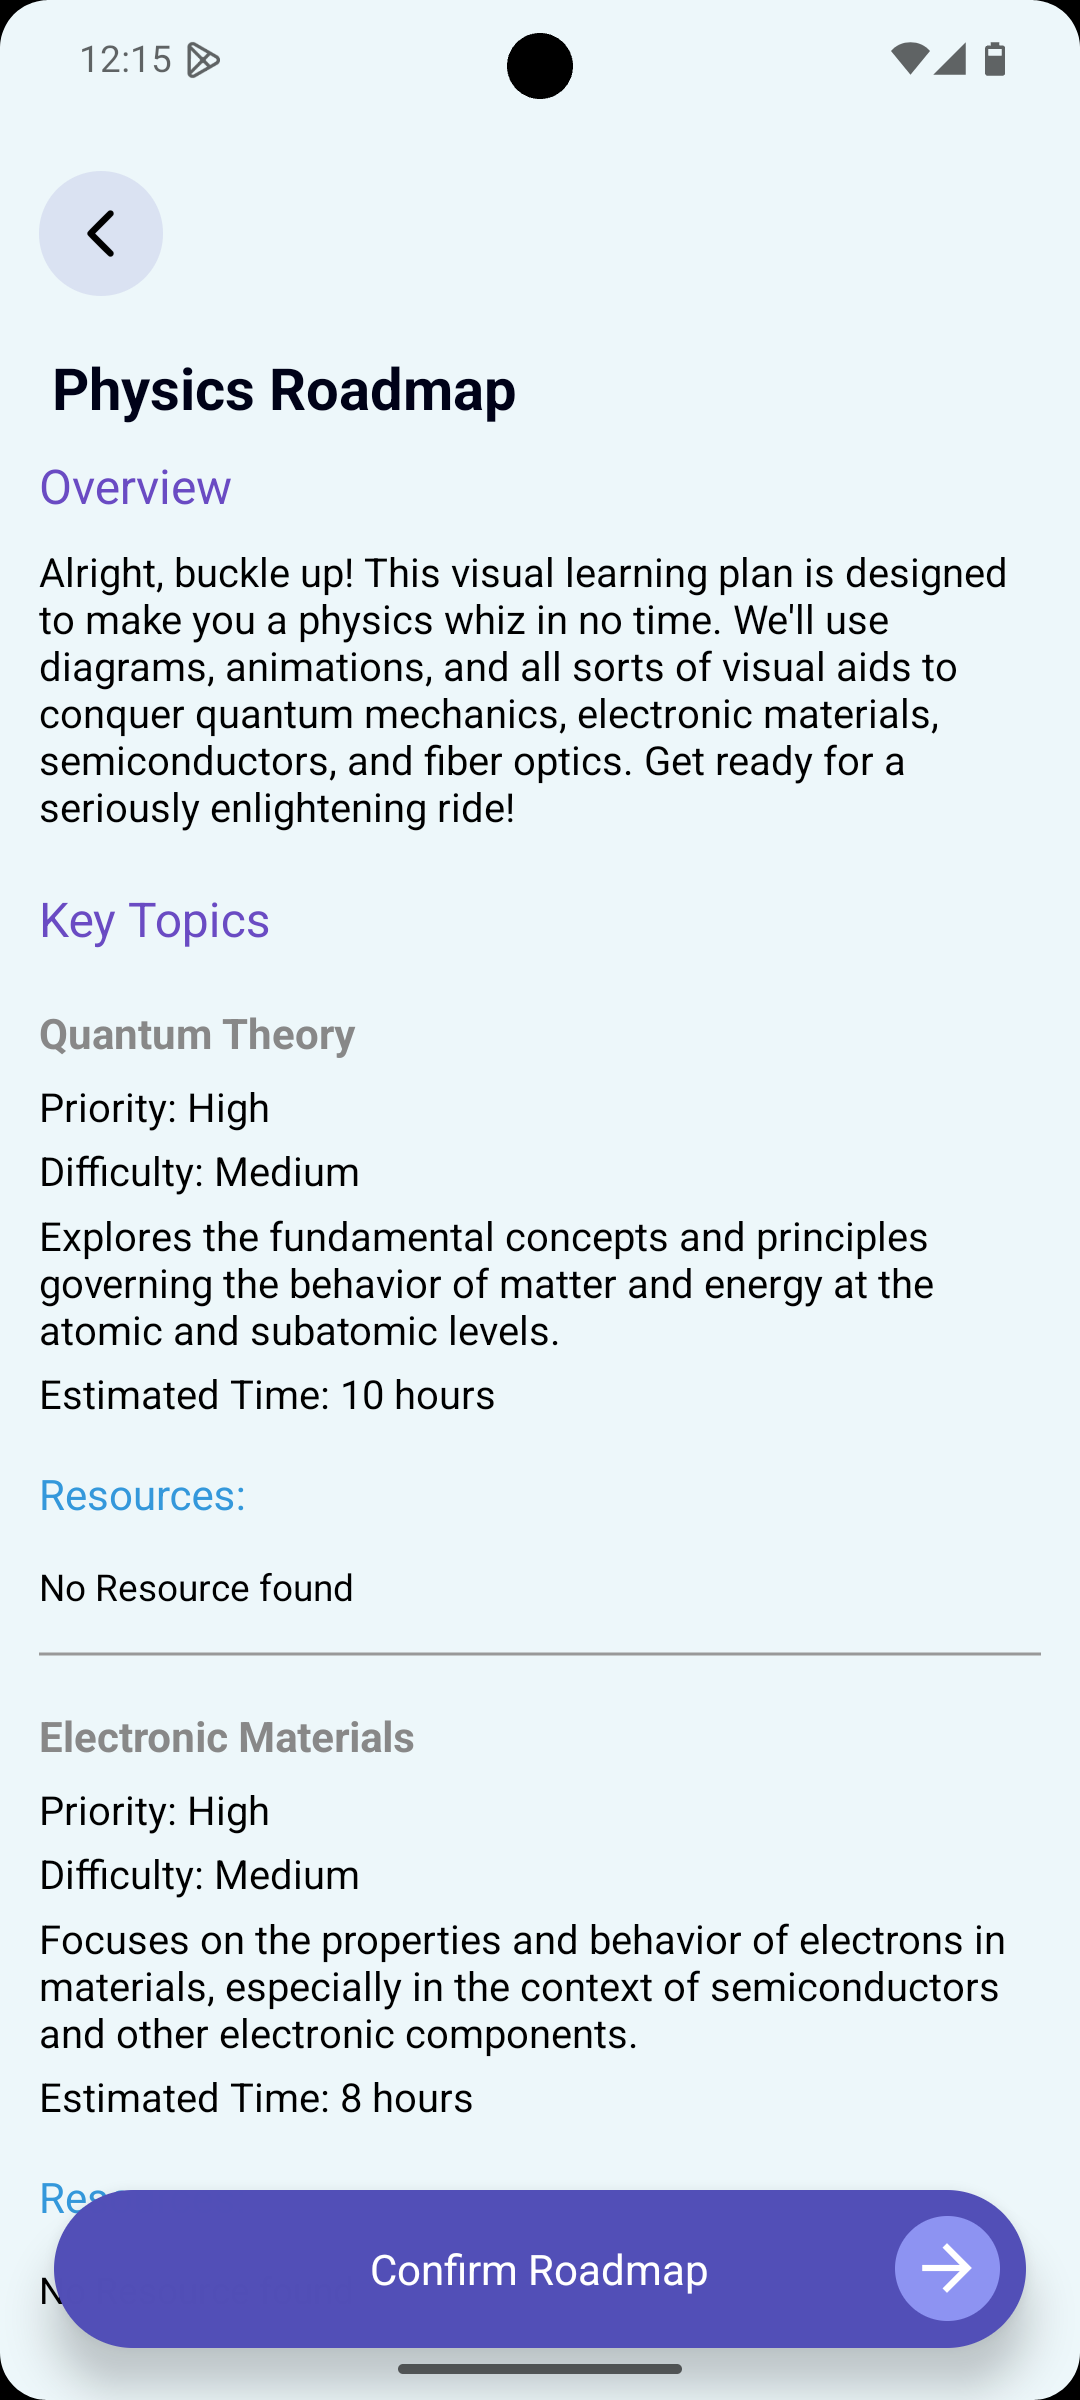 12:15
Physics Roadmap
Overview
Alright, buckle up! This visual learning plan is designed
to make you a physics whiz in no time. We'll use
diagrams, animations, and all sorts of visual aids to
conquer quantum mechanics, electronic materials,
semiconductors, and fiber optics. Get ready for a
seriously enlightening ride!
Key Topics
Quantum Theory
Priority: High
Difficulty: Medium
Explores the fundamental concepts and principles
governing the behavior of matter and energy at the
atomic and subatomic levels.
Estimated Time: 10 hours
Resources:
No Resource found
Electronic Materials
Priority: High
Difficulty: Medium
Focuses on the properties and behavior of electrons in
materials, especially in the context of semiconductors
and other electronic components.
Estimated Time: 8 hours
Confirm Roadmap